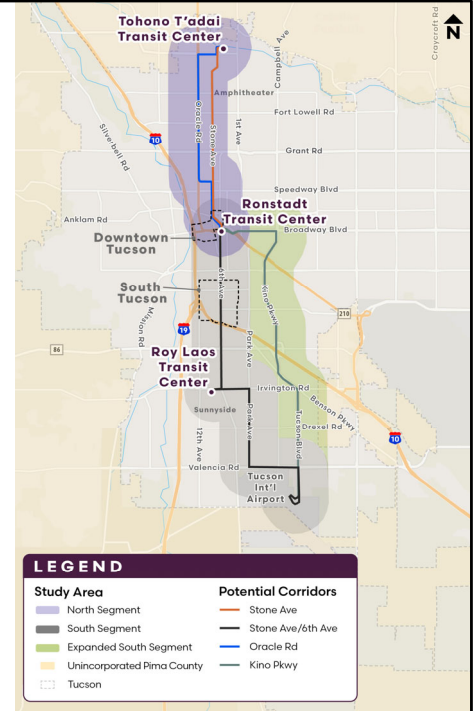 Tohono T'adai
Transit Center
N
Craycroft Rd
Campbell Ave
Amphitheater
Oracle Rd
Stone Ave
1st Ave
Fort Lowell Rd
Silverbell Rd
10
Grant Rd
Speedway Blvd
Ronstadt
Transit Center
Anklam Rd
Broadway Blvd
Downtown
Tucson
South
Tucson
6th Ave
Kino Pkwy
Mission Rd
19
210
86
Park Ave
Roy Laos
Transit
Center
Irvington Rd
Benson Pkwy
Sunnyside
Drexel Rd
10
12th Ave
Park Ave
Tucson Blvd
Valencia Rd
Tucson
Int'l
Airport
LEGEND
Study Area
North Segment
South Segment
Expanded South Segment
Unincorporated Pima County
Tucson
Potential Corridors
Stone Ave
Stone Ave/6th Ave
Oracle Rd
Kino Pkwy